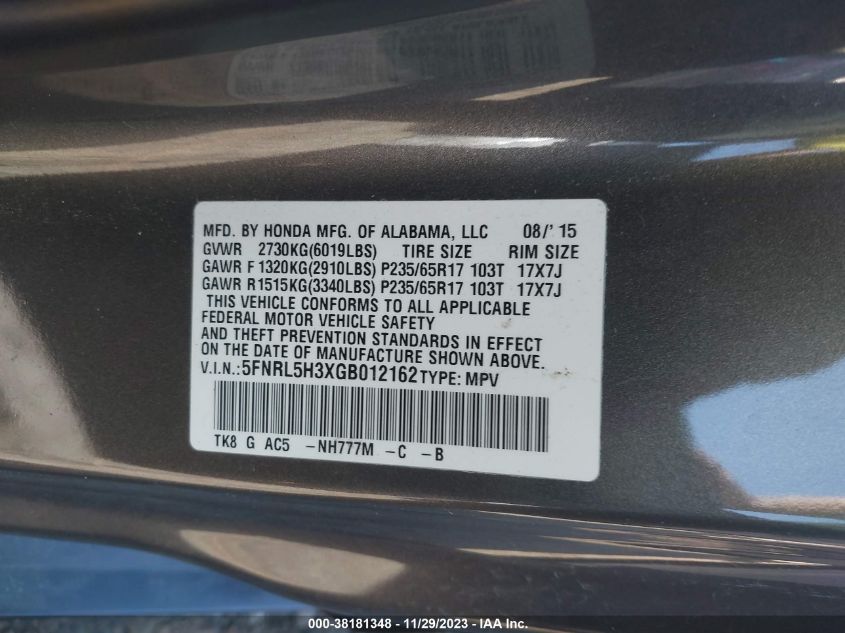 MFD. BY HONDA MFG. OF ALABAMA, LLC 08/' 15
GVWR 2730KG(6019LBS) TIRE SIZE RIM SIZE
GAWR F 1320KG(2910LBS) P235/65R17 103T 17X7J
GAWR R1515KG(3340LBS) P235/65R17 103T 17X7J
THIS VEHICLE CONFORMS TO ALL APPLICABLE
FEDERAL MOTOR VEHICLE SAFETY
AND THEFT PREVENTION STANDARDS IN EFFECT
ON THE DATE OF MANUFACTURE SHOWN ABOVE.
V.I.N.:5FNRL5H3XGB012162 TYPE: MPV
TK8 G AC5 -NH777M -C -B
000-38181348 - 11/29/2023 - IAA Inc.